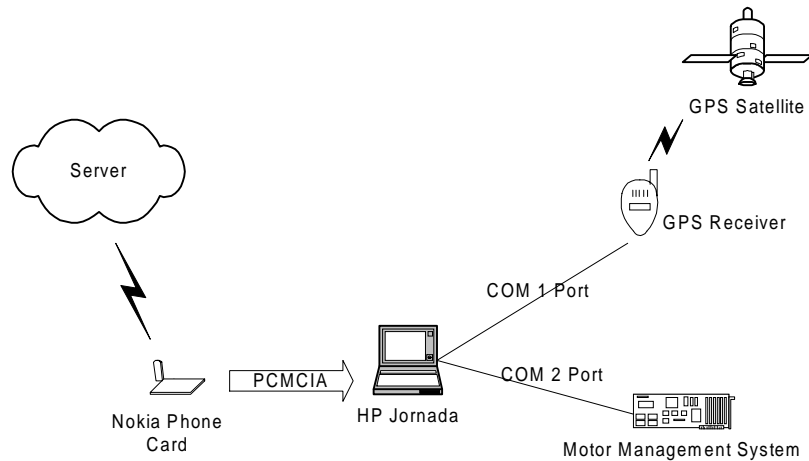 GPS Satellite
Server
GPS Receiver
COM 1 Port
PCMCIA
COM 2 Port
HP Jornada
Nokia Phone
Card
Motor Management System